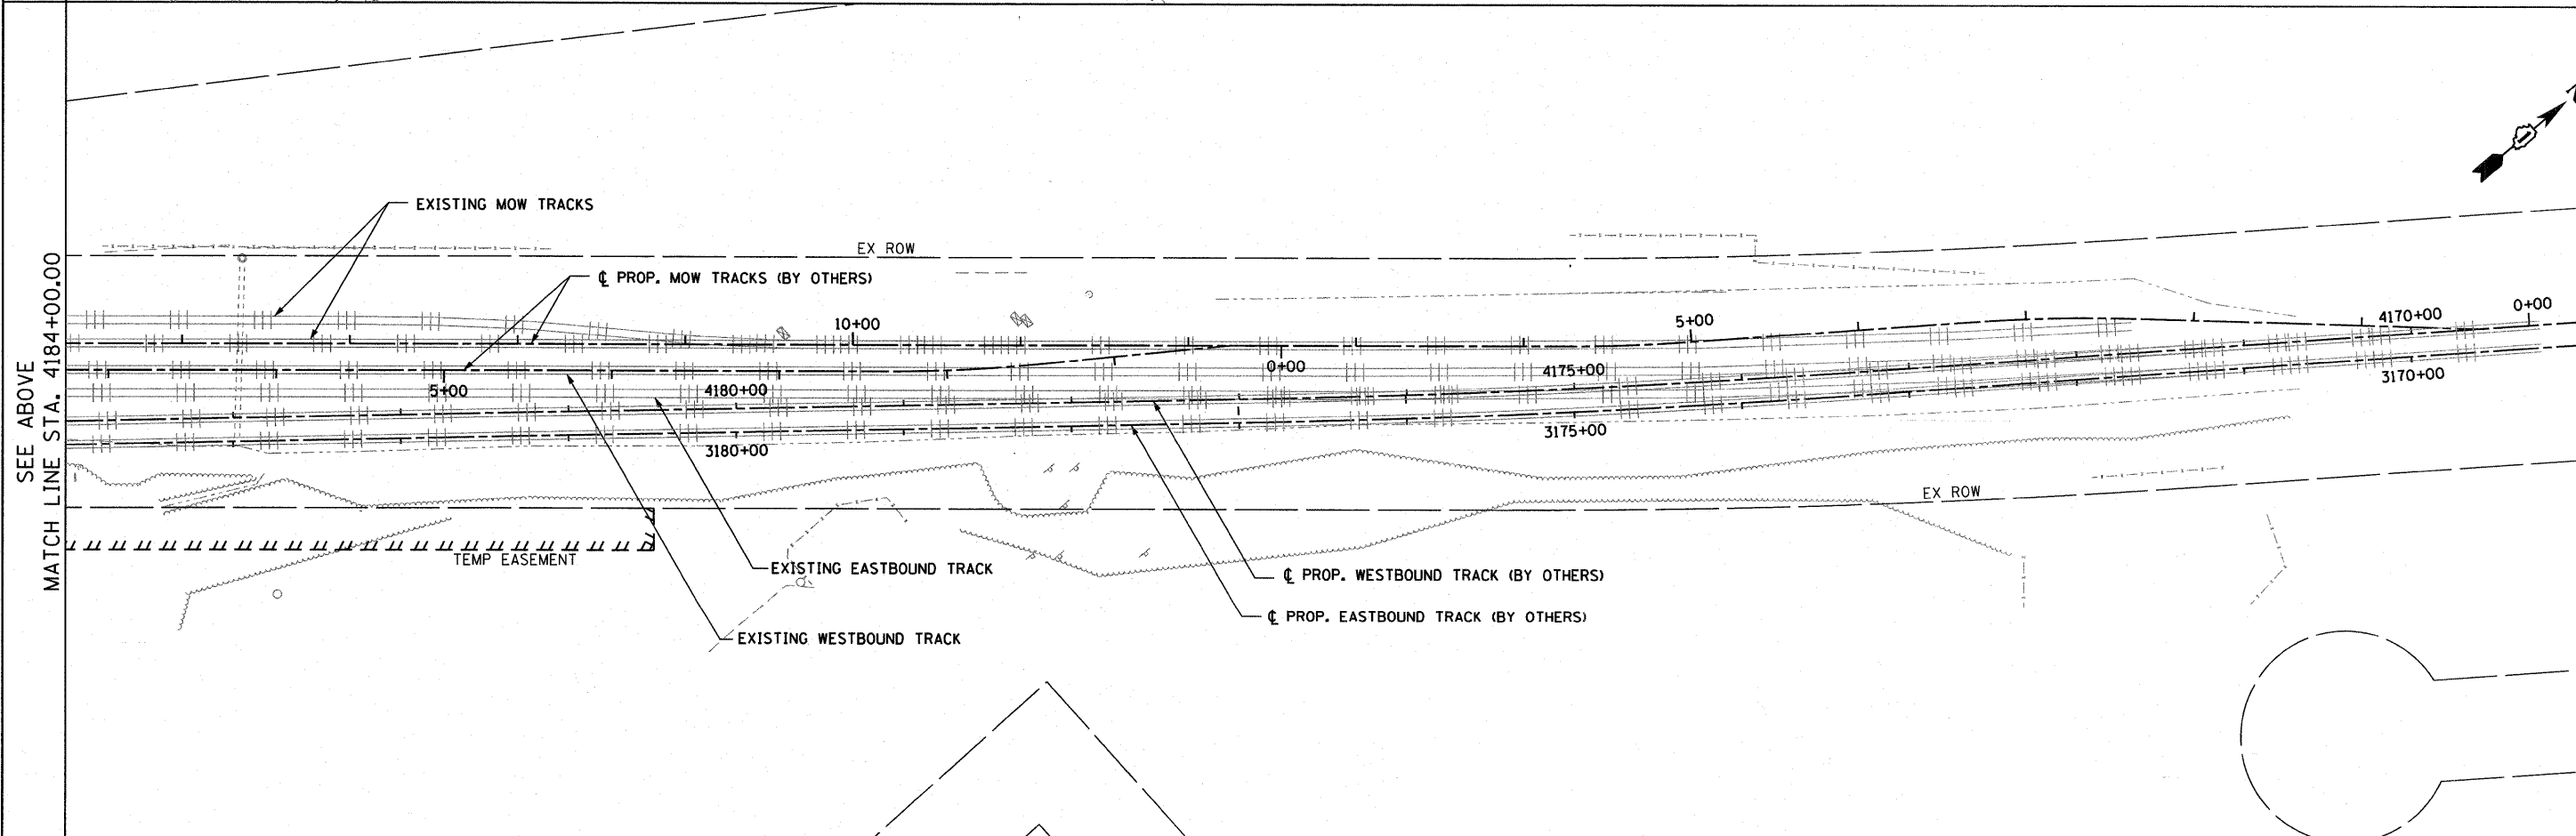 SEE ABOVE
MATCH LINE STA. 4184+00.00
EXISTING MOW TRACKS
EX ROW
℄ PROP. MOW TRACKS (BY OTHERS)
10+00
5+00
4170+00
0+00
0+00
4175+00
5+00
4180+00
3170+00
3180+00
3175+00
EX ROW
TEMP EASEMENT
EXISTING EASTBOUND TRACK
℄ PROP. WESTBOUND TRACK (BY OTHERS)
℄ PROP. EASTBOUND TRACK (BY OTHERS)
EXISTING WESTBOUND TRACK